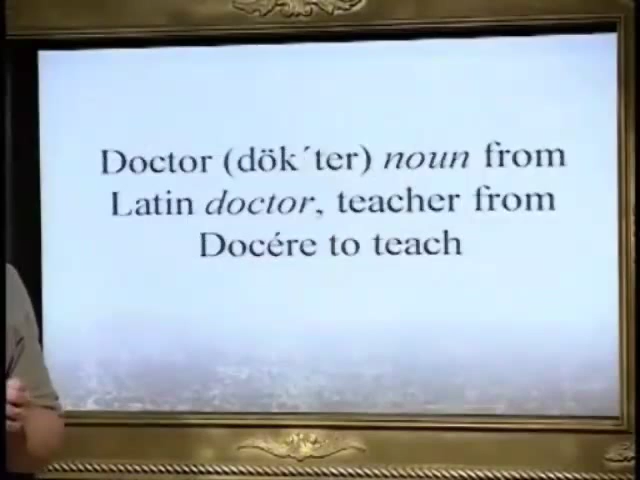 Doctor (dök´ter) noun from
Latin doctor, teacher from
Docére to teach